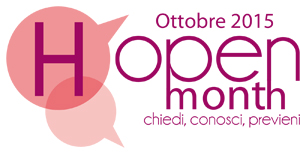 Ottobre 2015
H open
month
chiedi, conosci, previeni